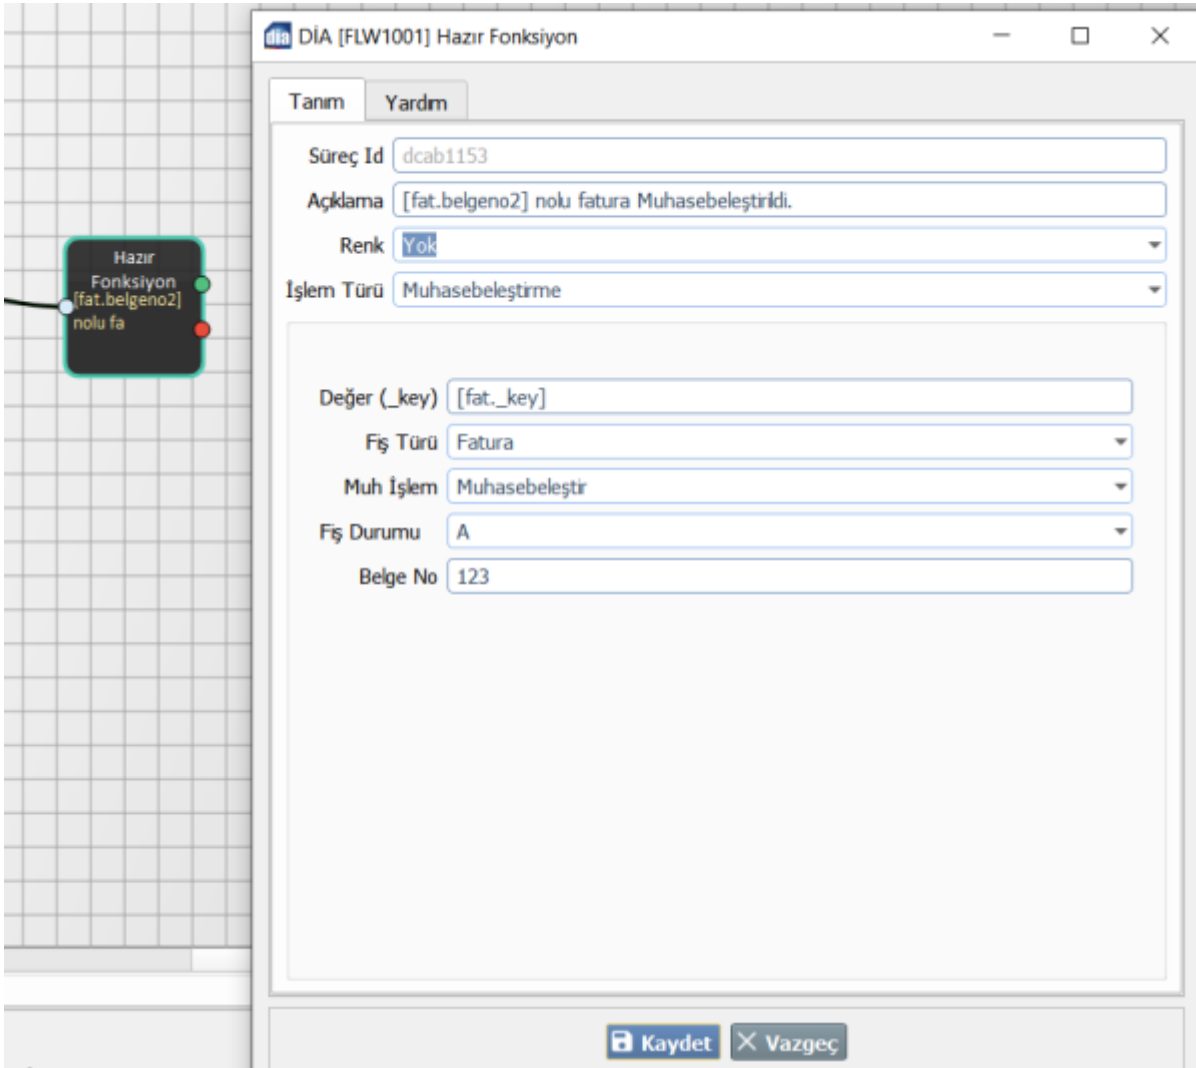 dia DİA [FLW1001] Hazır Fonksiyon
Tanım Yardım
Süreç Id dcab1153
Açıklama [fat.belgeno2] nolu fatura Muhasebeleştirildi.
Renk Yok
İşlem Türü Muhasebeleştirme
Hazır
Fonksiyon
[fat.belgeno2]
nolu fa
Değer (_key) [fat._key]
Fiş Türü Fatura
Muh İşlem Muhasebeleştir
Fiş Durumu A
Belge No 123
Kaydet Vazgeç